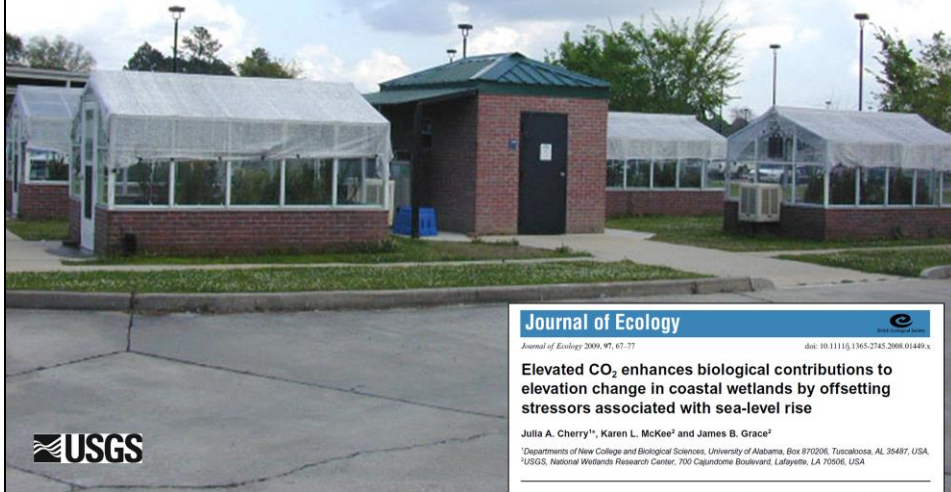 USGS
Journal of Ecology
Journal of Ecology 2009, 97, 67–77
doi: 10.1111/j.1365-2745.2008.01449.x
Elevated CO₂ enhances biological contributions to
elevation change in coastal wetlands by offsetting
stressors associated with sea-level rise
Julia A. Cherry¹*, Karen L. McKee² and James B. Grace²
¹Departments of New College and Biological Sciences, University of Alabama, Box 870206, Tuscaloosa, AL 35487, USA,
²USGS, National Wetlands Research Center, 700 Cajundome Boulevard, Lafayette, LA 70506, USA